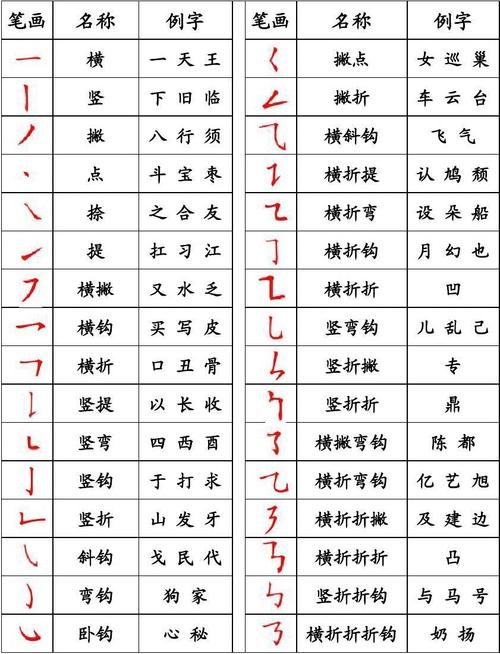 笔画 名称 例字 笔画 名称 例字
一 横 一 天 王 ㄑ 撇点 女 巡 巢
丨 竖 下 旧 临 𠃋 撇折 车 云 台
丿 撇 八 行 须 ⺄ 横斜钩 飞 气
丶 点 斗 宝 枣 ㇊ 横折提 认 鸠 颓
㇏ 捺 之 合 友 ㇍ 横折弯 设 朵 船
㇀ 提 扛 习 江 𠃌 横折钩 月 幻 也
㇇ 横撇 又 水 乏 ㇅ 横折折 凹
乛 横钩 买 写 皮 乚 竖弯钩 儿 乱 己
𠃍 横折 口 丑 骨 ㄣ 竖折撇 专
𠄌 竖提 以 长 收 ㇞ 竖折折 鼎
㇄ 竖弯 四 西 酉 ㇌ 横撇弯钩 陈 都
亅 竖钩 于 打 求 ㇈ 横折弯钩 亿 艺 旭
𠃊 竖折 山 发 牙 ㇋ 横折折撇 及 建 边
㇂ 斜钩 戈 民 代 ㇎ 横折折折 凸
㇁ 弯钩 狗 家 ㄣ 竖折折钩 与 马 号
㇃ 卧钩 心 秘 ㄋ 横折折折钩 奶 扬